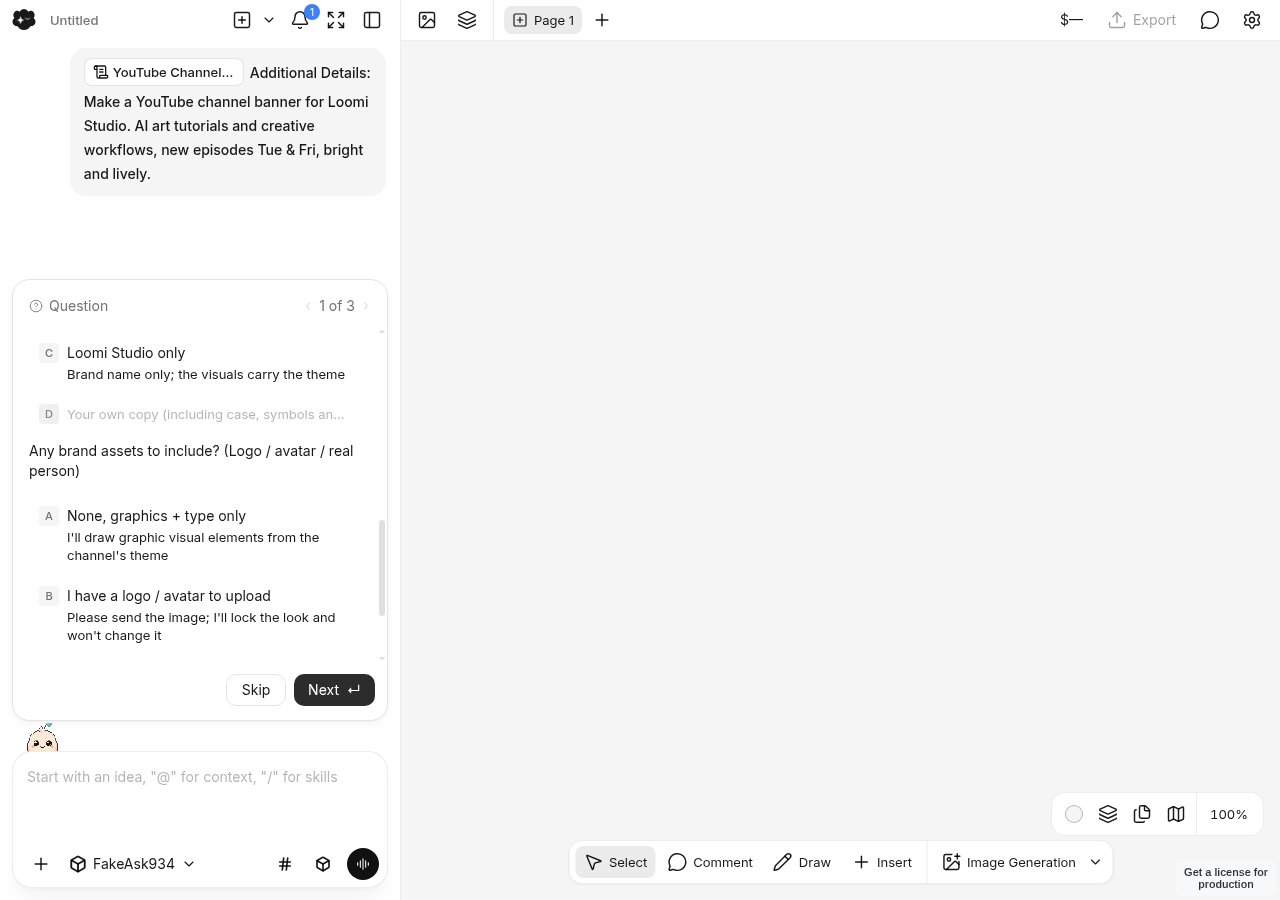 Untitled
1
Page 1
$—
Export
YouTube Channel... Additional Details:
Make a YouTube channel banner for Loomi
Studio. AI art tutorials and creative
workflows, new episodes Tue & Fri, bright
and lively.
Question
1 of 3
C
Loomi Studio only
Brand name only; the visuals carry the theme
D
Your own copy (including case, symbols an...
Any brand assets to include? (Logo / avatar / real
person)
A
None, graphics + type only
I'll draw graphic visual elements from the
channel's theme
B
I have a logo / avatar to upload
Please send the image; I'll lock the look and
won't change it
Skip
Next
Start with an idea, "@" for context, "/" for skills
FakeAsk934
100%
Select
Comment
Draw
Insert
Image Generation
Get a license for
production